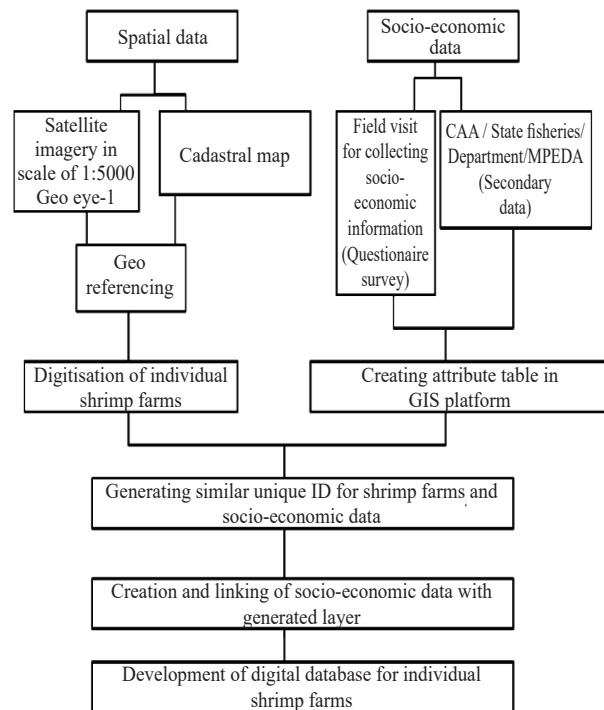 Spatial data
Socio-economic
data
Satellite
imagery in
scale of 1:5000
Geo eye-1
Cadastral map
Field visit
for collecting
socio-
economic
information
(Questionaire
survey)
CAA / State fisheries/
Department/MPEDA
(Secondary
data)
Geo
referencing
Digitisation of individual
shrimp farms
Creating attribute table in
GIS platform
Generating similar unique ID for shrimp farms and
socio-economic data
Creation and linking of socio-economic data with
generated layer
Development of digital database for individual
shrimp farms